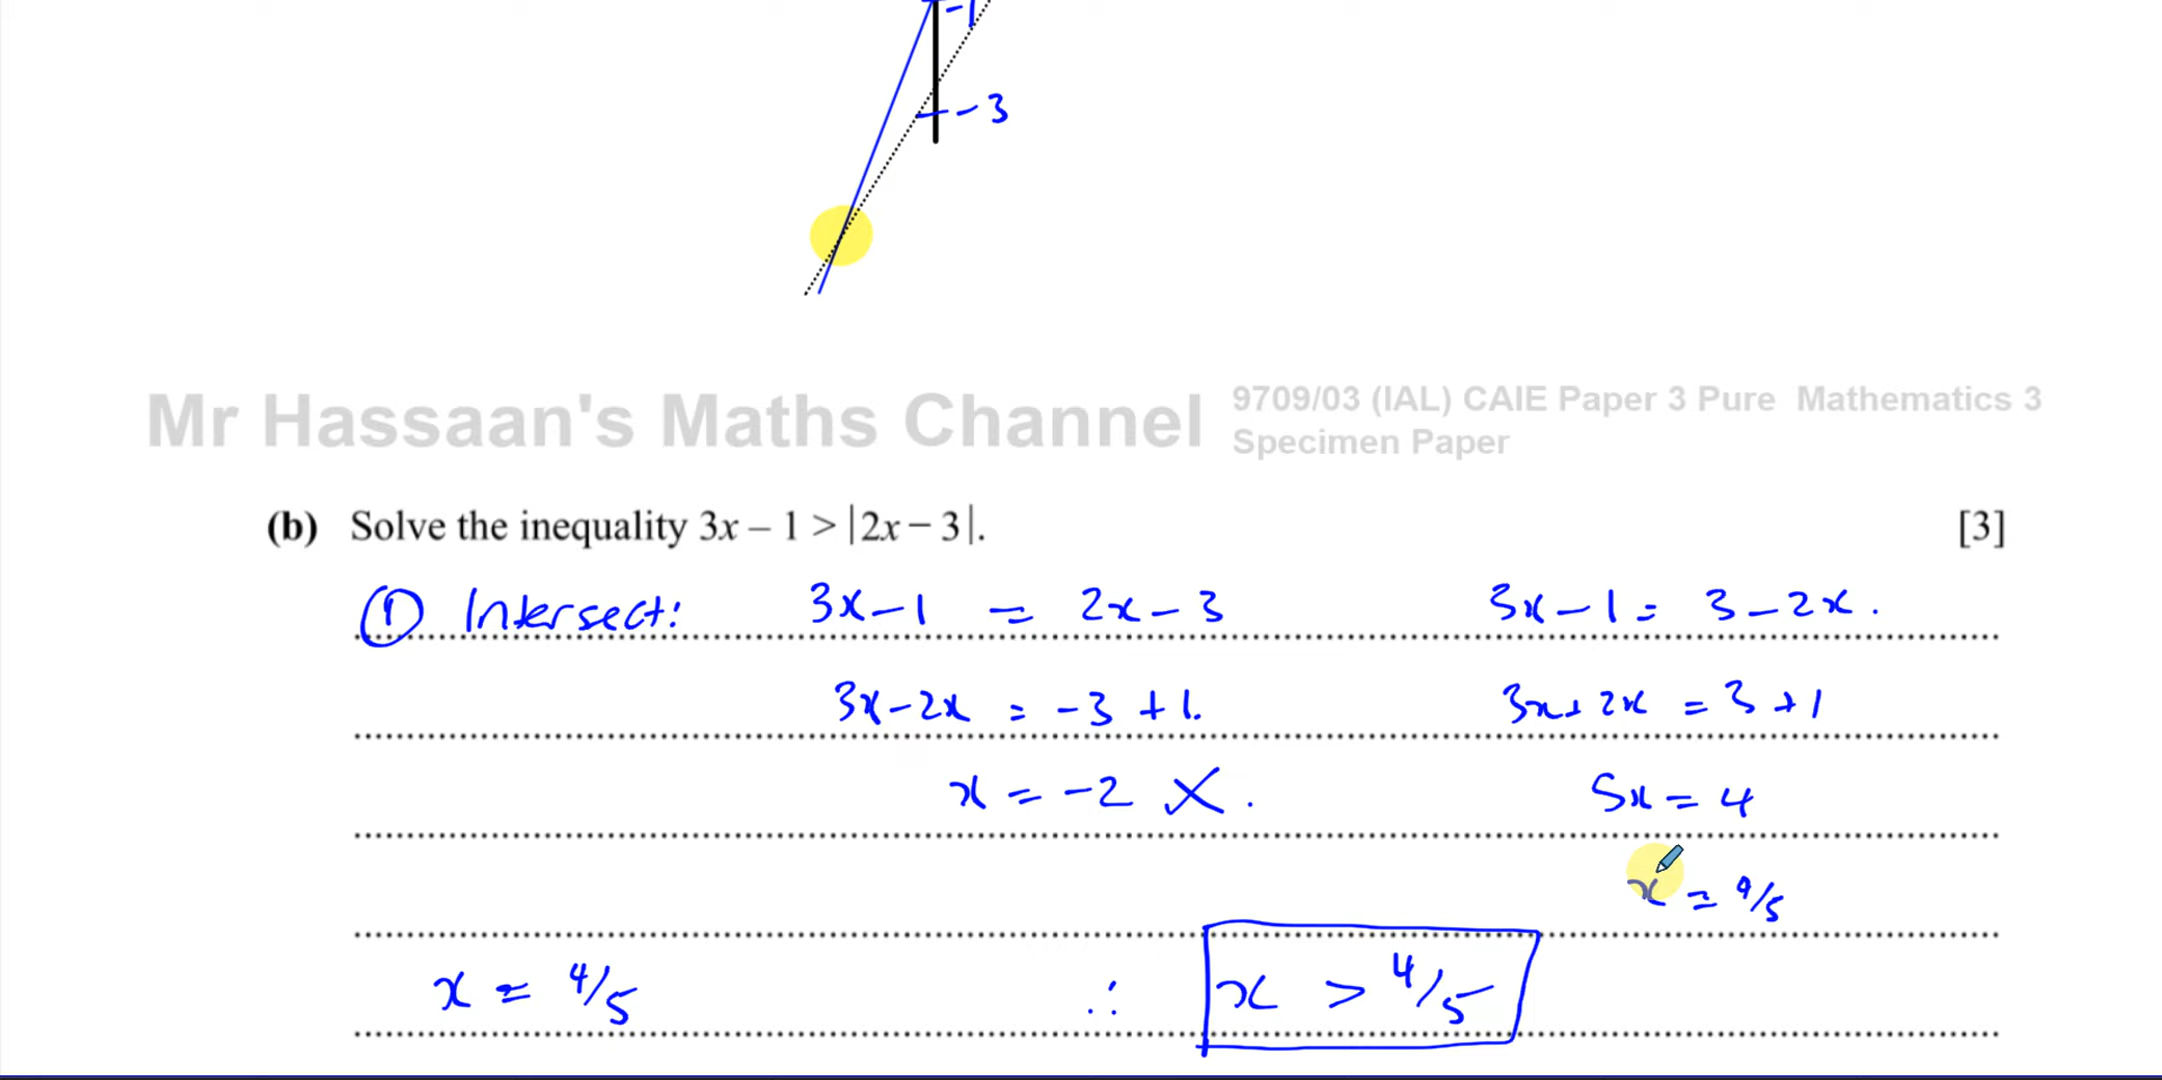 -1
-3
Mr Hassaan's Maths Channel
9709/03 (IAL) CAIE Paper 3 Pure Mathematics 3
Specimen Paper
(b) Solve the inequality 3x – 1 > |2x – 3|. [3]
① Intersect: 3x – 1 = 2x – 3 3x – 1 = 3 – 2x.
3x – 2x = -3 + 1. 3x + 2x = 3 + 1
x = -2 X. 5x = 4
x = 4/5
x = 4/5 ∴ x > 4/5